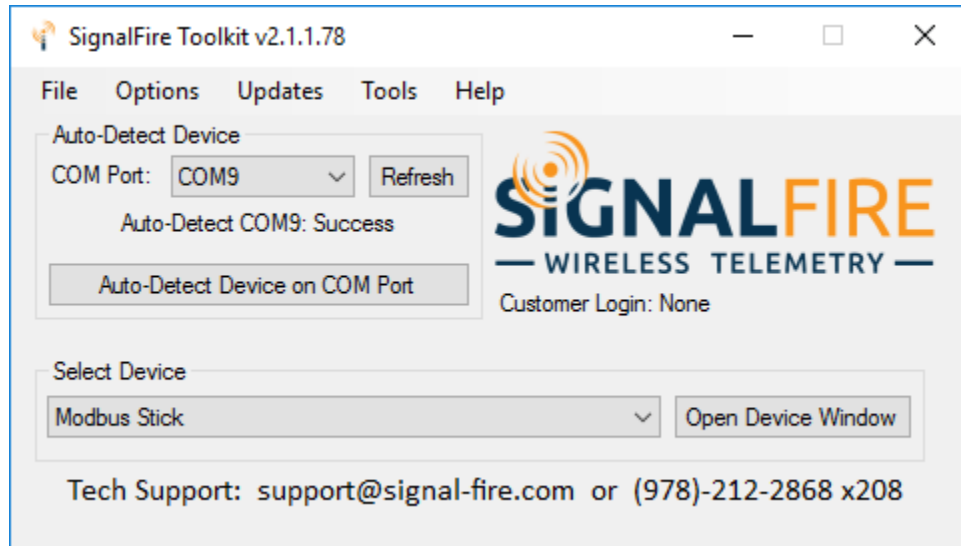 SignalFire Toolkit v2.1.1.78
File Options Updates Tools Help
Auto-Detect Device
COM Port: COM9 Refresh
Auto-Detect COM9: Success
Auto-Detect Device on COM Port
SIGNALFIRE
WIRELESS TELEMETRY
Customer Login: None
Select Device
Modbus Stick Open Device Window
Tech Support: support@signal-fire.com or (978)-212-2868 x208